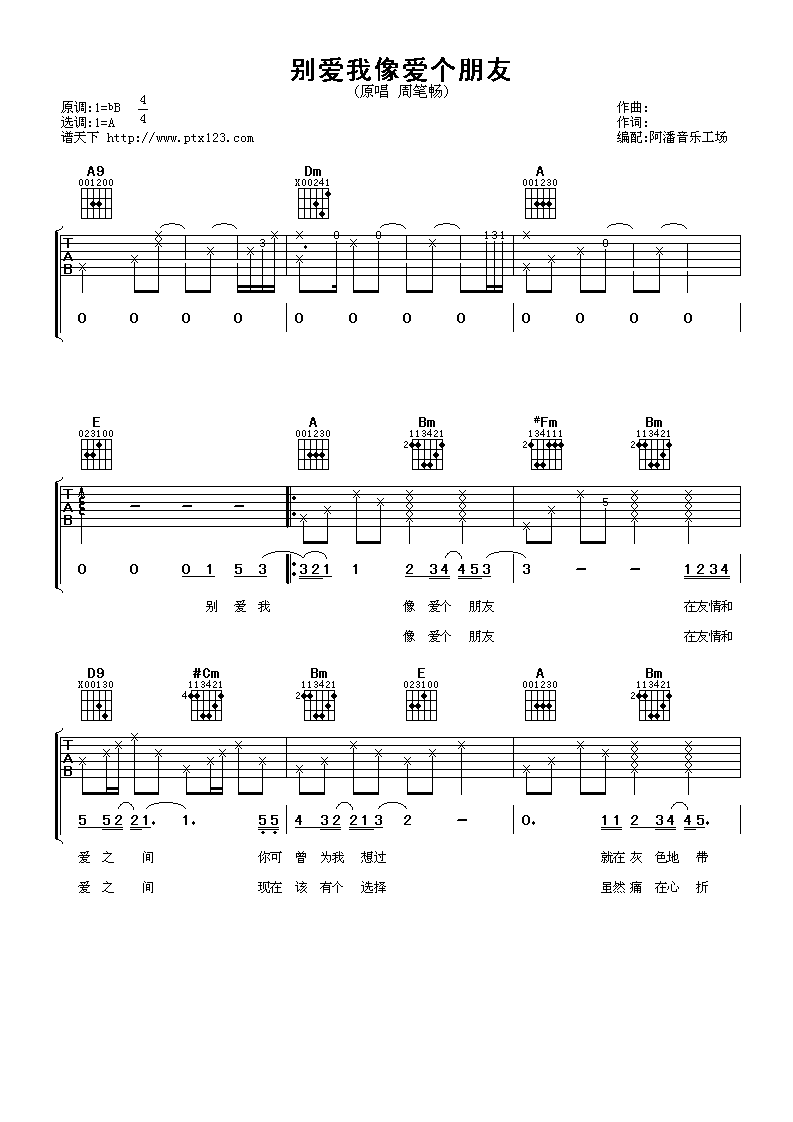 别爱我像爱个朋友
(原唱 周笔畅)
原调:1=bB 4/4
作曲:
选调:1=A
作词:
谱天下 http://www.ptx123.com
编配:阿潘音乐工场
A9 Dm A
001200 X00241 001230
3 0 0 131 0
T A B
0 0 0 0 0 0 0 0 0 0 0 0
E A Bm #Fm Bm
023100 001230 113421 134111 113421
2 2 2
T A B
5
0 0 0 1 5 3 3 2 1 1 2 3 4 4 5 3 3 - - 1 2 3 4
别 爱 我 像 爱个 朋友 在友情和
像 爱个 朋友 在友情和
D9 #Cm Bm E A Bm
X00130 113421 113421 023100 001230 113421
4 2 2
T A B
5 5 2 2 1. 1. 5 5 4 3 2 2 1 3 2 - 0. 1 1 2 3 4 4 5.
爱 之 间 你可 曾 为我 想过 就在 灰 色地 带
爱 之 间 现在 该 有个 选择 虽然 痛 在心 折